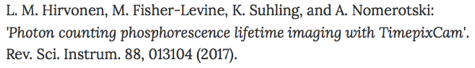 L. M. Hirvonen, M. Fisher-Levine, K. Suhling, and A. Nomerotski:
'Photon counting phosphorescence lifetime imaging with TimepixCam'.
Rev. Sci. Instrum. 88, 013104 (2017).